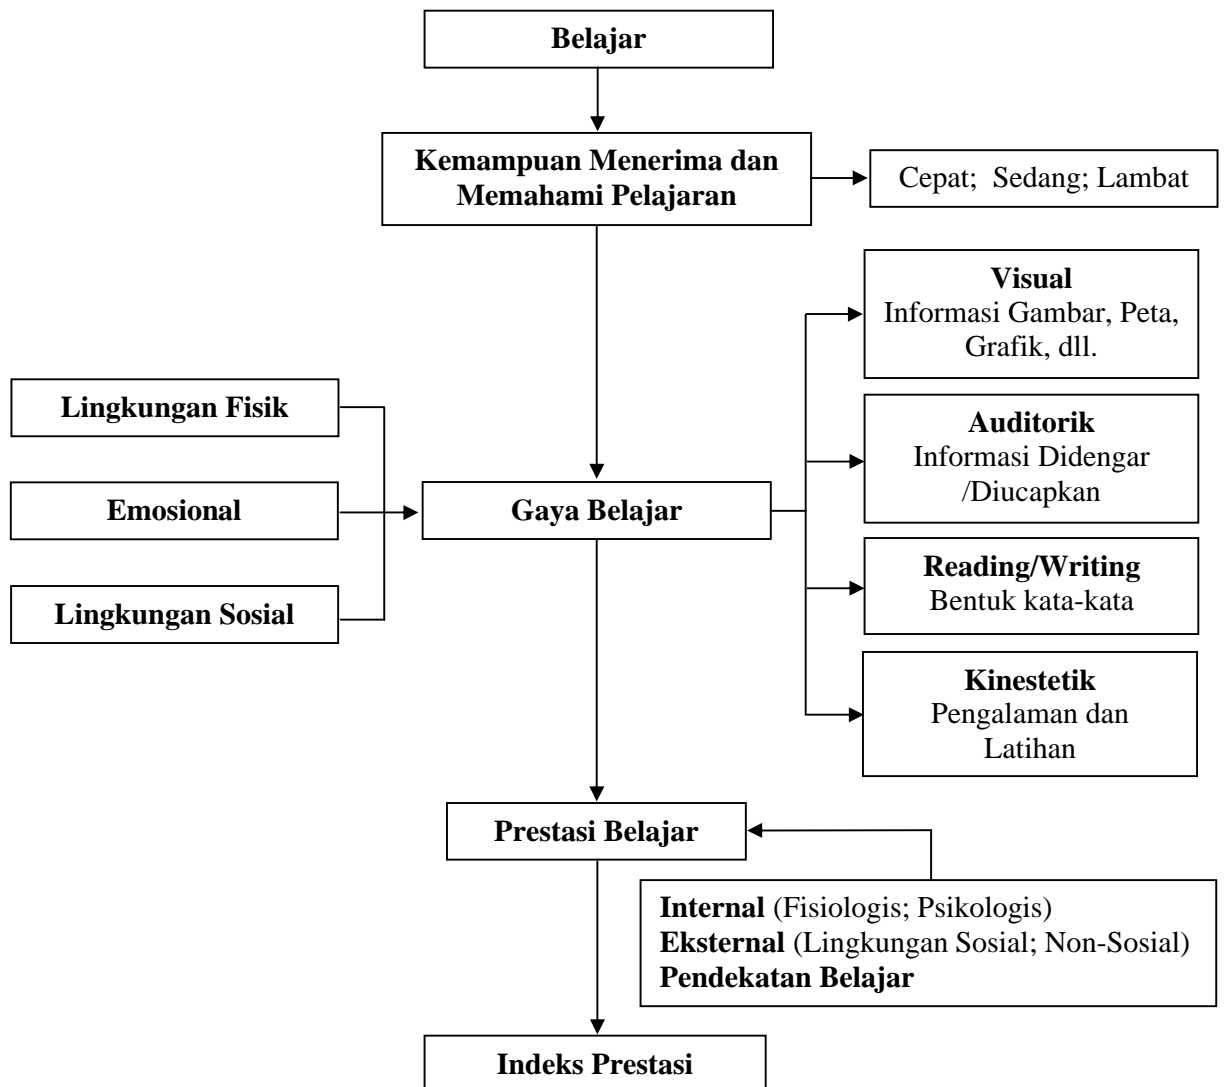 Belajar
Kemampuan Menerima dan
Memahami Pelajaran
Cepat;  Sedang; Lambat
Visual
Informasi Gambar, Peta,
Grafik, dll.
Lingkungan Fisik
Auditorik
Informasi Didengar
/Diucapkan
Emosional
Gaya Belajar
Reading/Writing
Bentuk kata-kata
Lingkungan Sosial
Kinestetik
Pengalaman dan
Latihan
Prestasi Belajar
Internal (Fisiologis; Psikologis)
Eksternal (Lingkungan Sosial; Non-Sosial)
Pendekatan Belajar
Indeks Prestasi